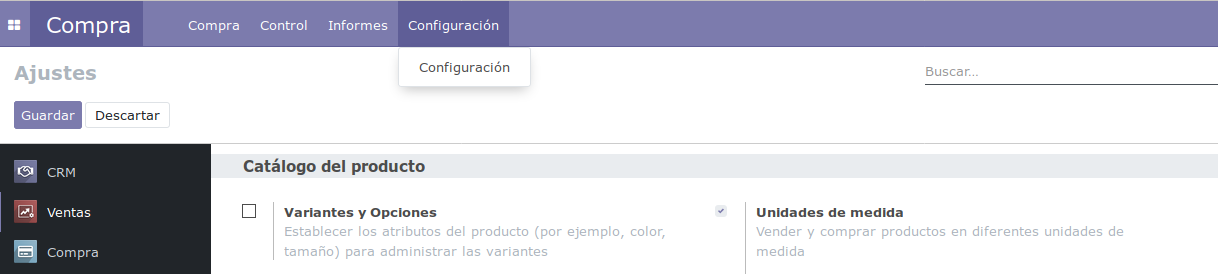 Compra
Compra Control Informes Configuración
Configuración
Ajustes
Buscar...
Guardar Descartar
CRM
Ventas
Compra
Catálogo del producto
Variantes y Opciones
Establecer los atributos del producto (por ejemplo, color,
tamaño) para administrar las variantes
Unidades de medida
Vender y comprar productos en diferentes unidades de
medida